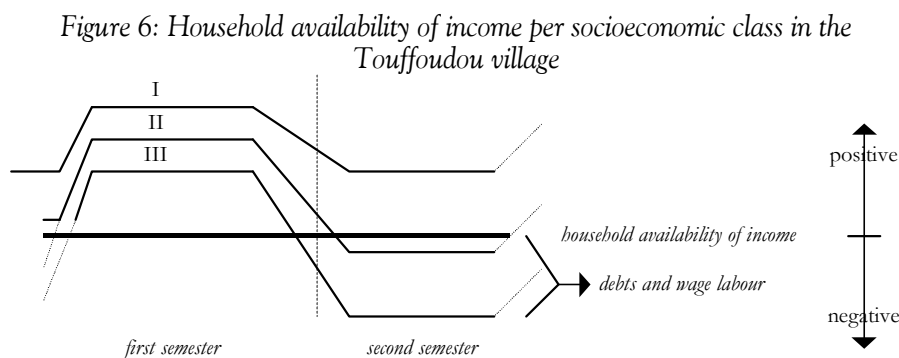 Figure 6: Household availability of income per socioeconomic class in the
Touffoudou village
I
II
III
positive
household availability of income
debts and wage labour
negative
first semester
second semester